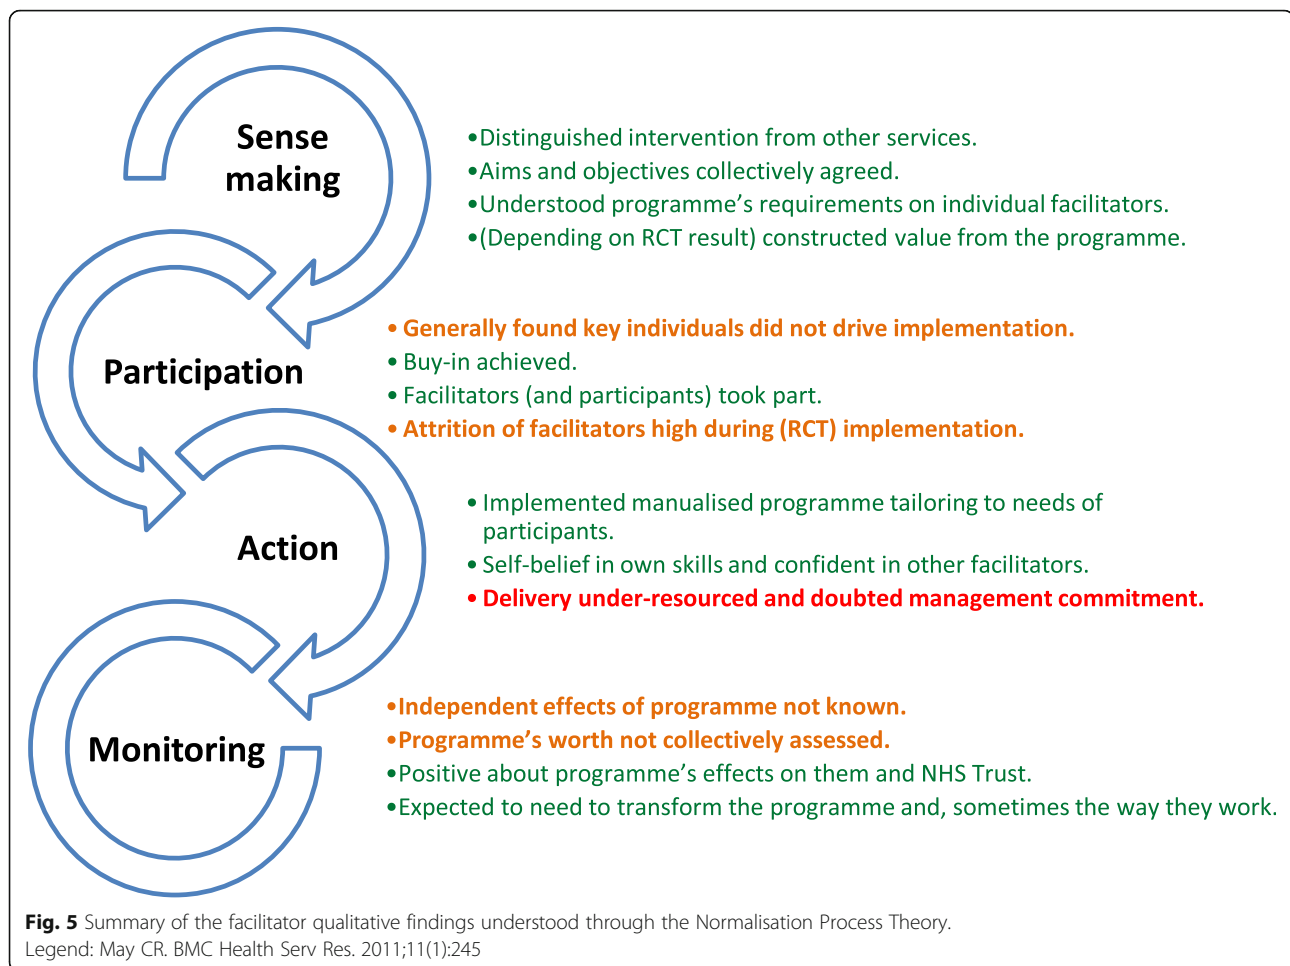 Sense
making
•Distinguished intervention from other services.
•Aims and objectives collectively agreed.
•Understood programme's requirements on individual facilitators.
•(Depending on RCT result) constructed value from the programme.
Participation
• Generally found key individuals did not drive implementation.
• Buy-in achieved.
• Facilitators (and participants) took part.
• Attrition of facilitators high during (RCT) implementation.
Action
• Implemented manualised programme tailoring to needs of
participants.
• Self-belief in own skills and confident in other facilitators.
• Delivery under-resourced and doubted management commitment.
Monitoring
•Independent effects of programme not known.
•Programme's worth not collectively assessed.
•Positive about programme's effects on them and NHS Trust.
•Expected to need to transform the programme and, sometimes the way they work.
Fig. 5 Summary of the facilitator qualitative findings understood through the Normalisation Process Theory.
Legend: May CR. BMC Health Serv Res. 2011;11(1):245